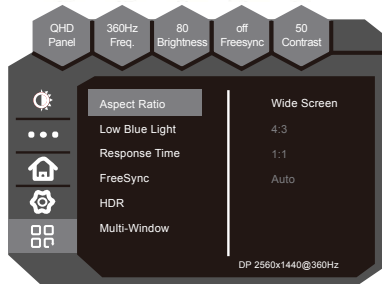 QHD
Panel
360Hz
Freq.
80
Brightness
off
Freesync
50
Contrast
Aspect Ratio
Low Blue Light
Response Time
FreeSync
HDR
Multi-Window
Wide Screen
4:3
1:1
Auto
DP 2560x1440@360Hz